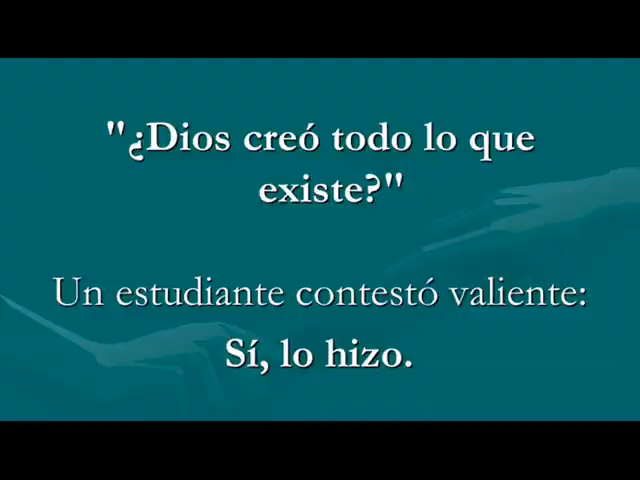 "¿Dios creó todo lo que
existe?"
Un estudiante contestó valiente:
Sí, lo hizo.